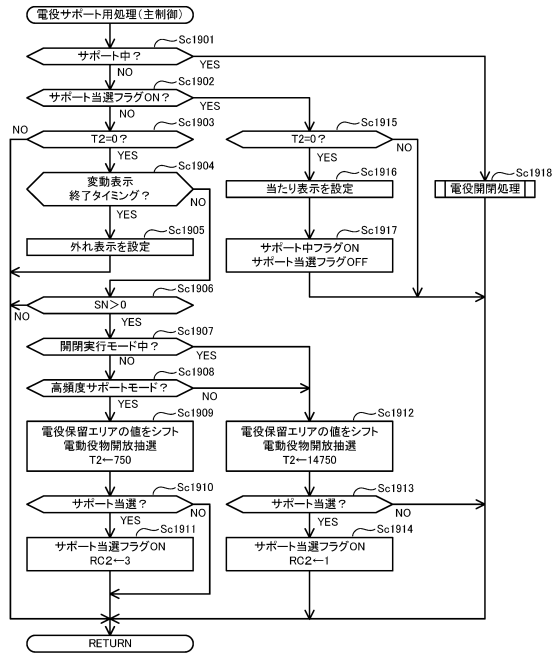 電役サポート用処理(主制御)
Sc1901
サポート中?
YES
NO
Sc1902
サポート当選フラグON?
YES
NO
Sc1903
NO
T2=0?
YES
Sc1915
T2=0?
NO
YES
Sc1904
変動表示
終了タイミング?
NO
YES
Sc1916
当たり表示を設定
Sc1918
電役開閉処理
Sc1905
外れ表示を設定
Sc1917
サポート中フラグON
サポート当選フラグOFF
Sc1906
SN>0
NO
YES
Sc1907
開閉実行モード中?
YES
NO
Sc1908
高頻度サポートモード?
NO
YES
Sc1909
電役保留エリアの値をシフト
電動役物開放抽選
T2←750
Sc1912
電役保留エリアの値をシフト
電動役物開放抽選
T2←14750
Sc1910
サポート当選?
NO
YES
Sc1913
サポート当選?
NO
YES
Sc1911
サポート当選フラグON
RC2←3
Sc1914
サポート当選フラグON
RC2←1
RETURN